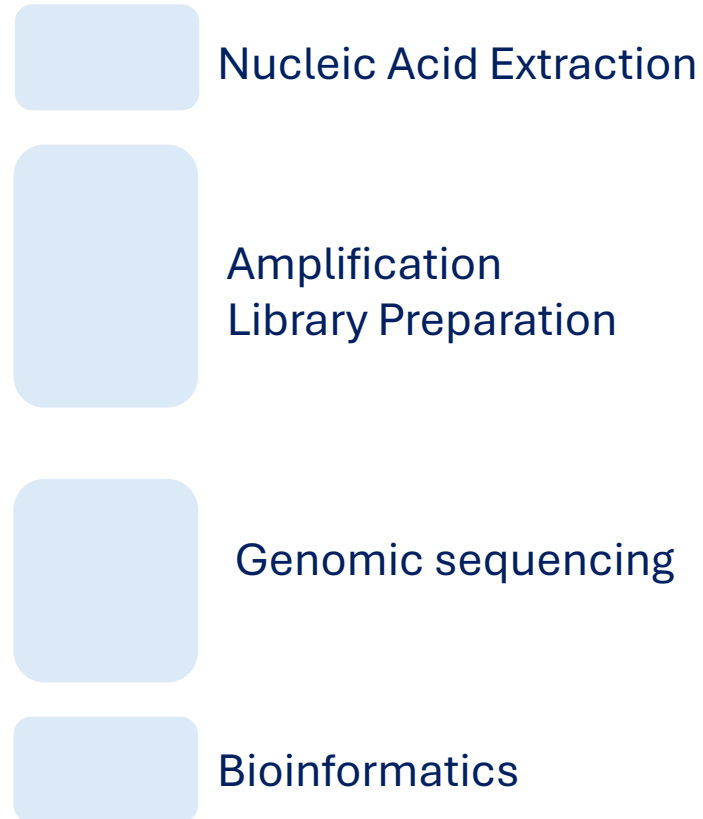 Nucleic Acid Extraction
Amplification
Library Preparation
Genomic sequencing
Bioinformatics